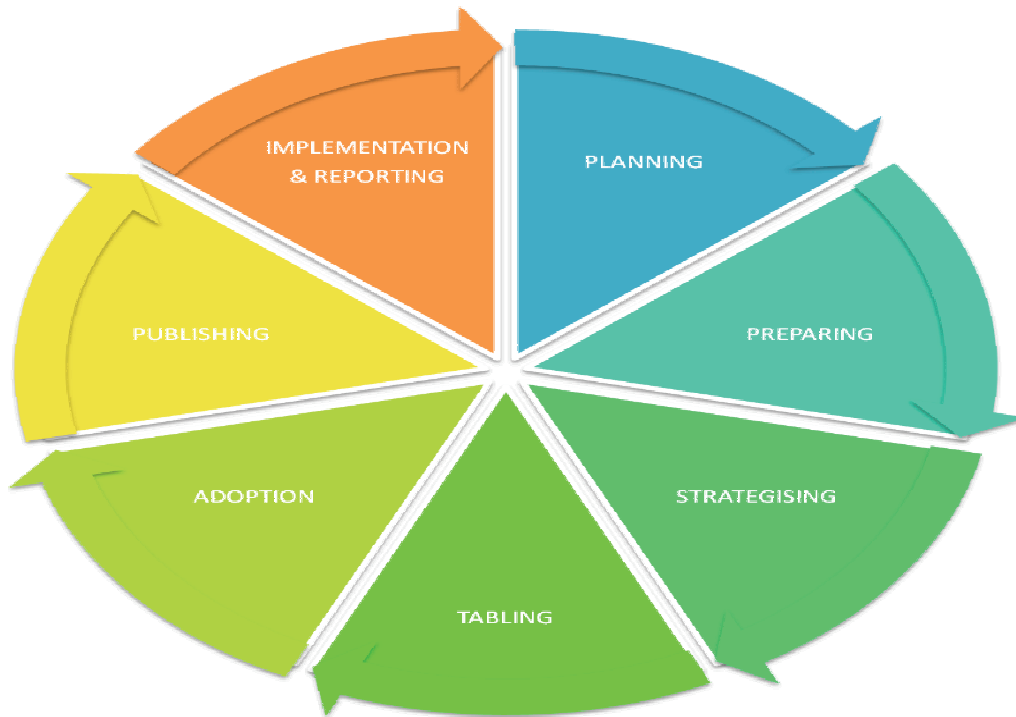 IMPLEMENTATION
& REPORTING
PLANNING
PREPARING
STRATEGISING
TABLING
ADOPTION
PUBLISHING